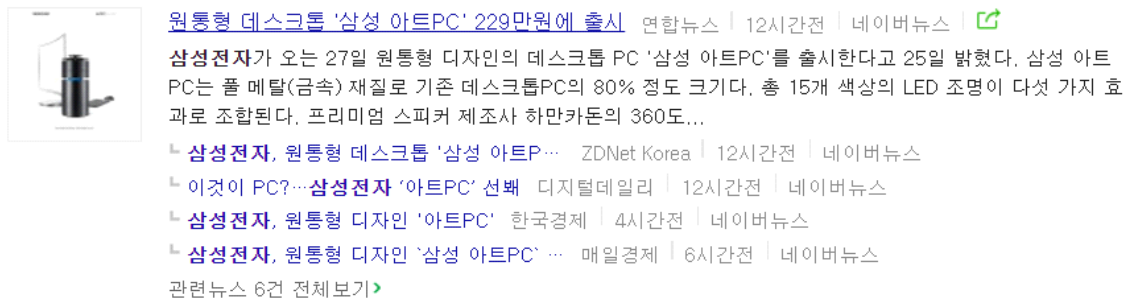 원통형 데스크톱 '삼성 아트PC' 229만원에 출시 연합뉴스 12시간전 네이버뉴스
삼성전자가 오는 27일 원통형 디자인의 데스크톱 PC '삼성 아트PC'를 출시한다고 25일 밝혔다. 삼성 아트
PC는 풀 메탈(금속) 재질로 기존 데스크톱PC의 80% 정도 크기다. 총 15개 색상의 LED 조명이 다섯 가지 효
과로 조합된다. 프리미엄 스피커 제조사 하만카돈의 360도...
삼성전자, 원통형 데스크톱 '삼성 아트P… ZDNet Korea 12시간전 네이버뉴스
이것이 PC?…삼성전자 ‘아트PC’ 선봬 디지털데일리 12시간전 네이버뉴스
삼성전자, 원통형 디자인 '아트PC' 한국경제 4시간전 네이버뉴스
삼성전자, 원통형 디자인 `삼성 아트PC` … 매일경제 6시간전 네이버뉴스
관련뉴스 6건 전체보기